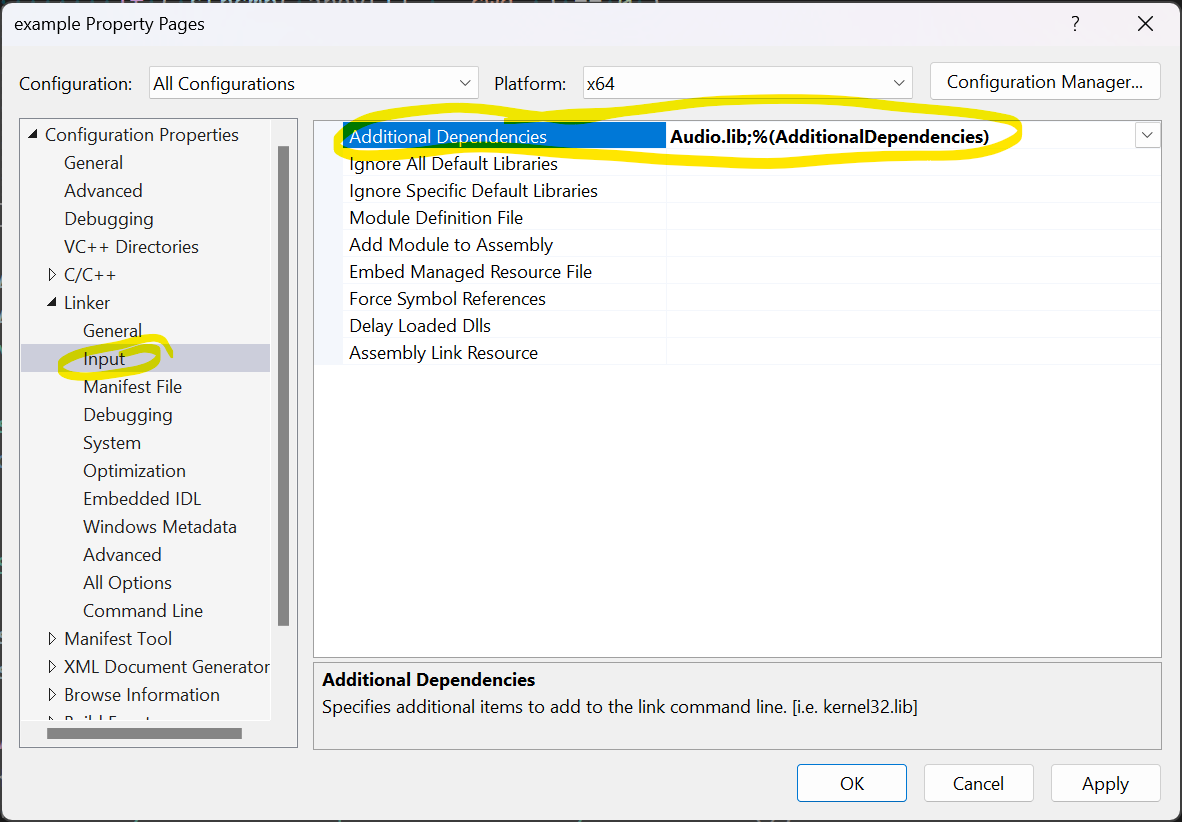 example Property Pages
?
Configuration: All Configurations Platform: x64 Configuration Manager...
Configuration Properties
General
Advanced
Debugging
VC++ Directories
C/C++
Linker
General
Input
Manifest File
Debugging
System
Optimization
Embedded IDL
Windows Metadata
Advanced
All Options
Command Line
Manifest Tool
XML Document Generator
Browse Information
Additional Dependencies Audio.lib;%(AdditionalDependencies)
Ignore All Default Libraries
Ignore Specific Default Libraries
Module Definition File
Add Module to Assembly
Embed Managed Resource File
Force Symbol References
Delay Loaded Dlls
Assembly Link Resource
Additional Dependencies
Specifies additional items to add to the link command line. [i.e. kernel32.lib]
OK Cancel Apply